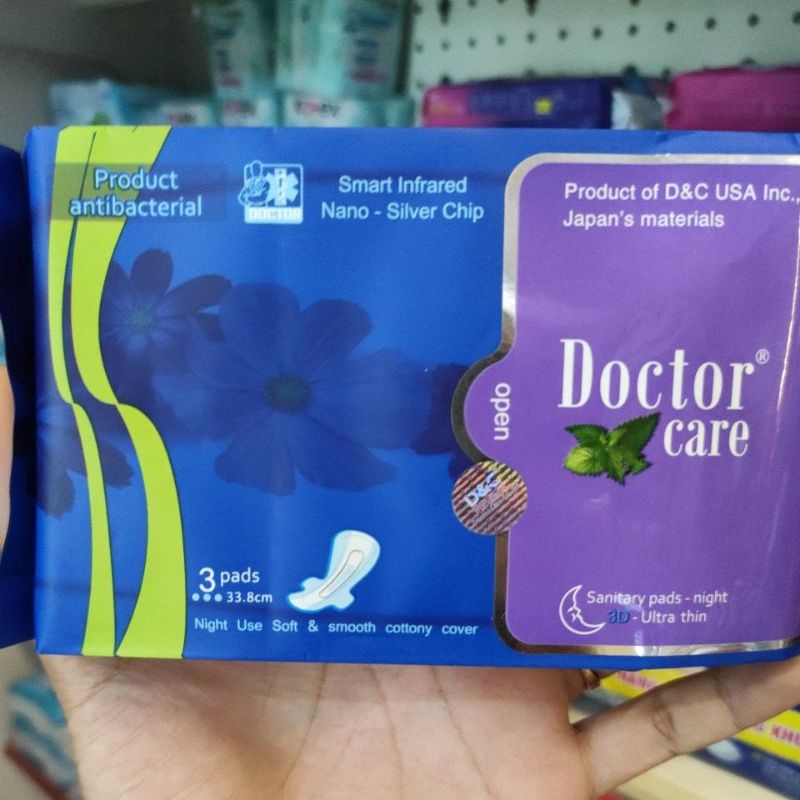 Product
antibacterial
DOCTOR
Smart Infrared
Nano - Silver Chip
Product of D&C USA Inc.,
Japan's materials
open
Doctor®
care
D&C
3 pads
33.8cm
Night Use Soft & smooth cottony cover
Sanitary pads - night
3D - Ultra thin